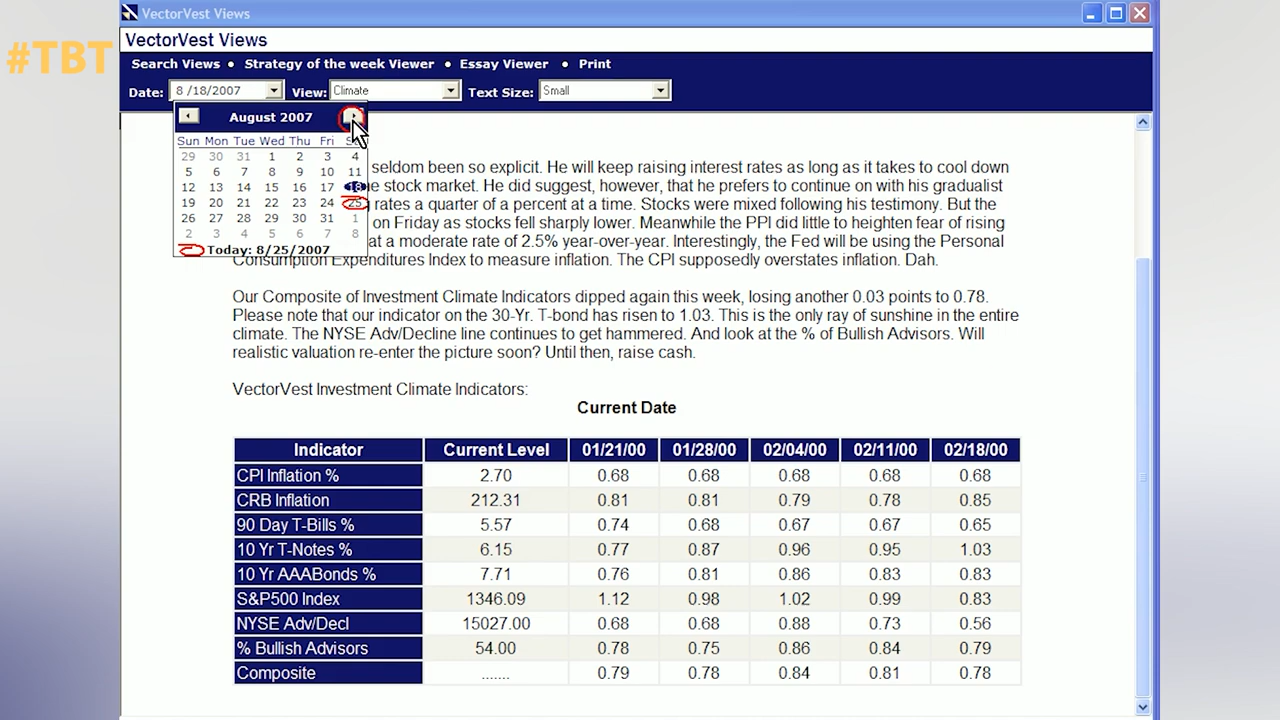 VectorVest Views
#TBT
VectorVest Views
Search Views • Strategy of the week Viewer • Essay Viewer • Print
Date: 8 /18/2007 View: Climate Text Size: Small
August 2007
Sun Mon Tue Wed Thu Fri
29 30 31 1 2 3 4
5 6 7 8 9 10 11
12 13 14 15 16 17 18
19 20 21 22 23 24 25
26 27 28 29 30 31 1
2 3 4 5 6 7 8
Today: 8/25/2007
seldom been so explicit. He will keep raising interest rates as long as it takes to cool down
stock market. He did suggest, however, that he prefers to continue on with his gradualist
rates a quarter of a percent at a time. Stocks were mixed following his testimony. But the
on Friday as stocks fell sharply lower. Meanwhile the PPI did little to heighten fear of rising
at a moderate rate of 2.5% year-over-year. Interestingly, the Fed will be using the Personal
Consumption Expenditures Index to measure inflation. The CPI supposedly overstates inflation. Dah.
Our Composite of Investment Climate Indicators dipped again this week, losing another 0.03 points to 0.78.
Please note that our indicator on the 30-Yr. T-bond has risen to 1.03. This is the only ray of sunshine in the entire
climate. The NYSE Adv/Decline line continues to get hammered. And look at the % of Bullish Advisors. Will
realistic valuation re-enter the picture soon? Until then, raise cash.
VectorVest Investment Climate Indicators:
Current Date
Indicator Current Level 01/21/00 01/28/00 02/04/00 02/11/00 02/18/00
CPI Inflation % 2.70 0.68 0.68 0.68 0.68 0.68
CRB Inflation 212.31 0.81 0.81 0.79 0.78 0.85
90 Day T-Bills % 5.57 0.74 0.68 0.67 0.67 0.65
10 Yr T-Notes % 6.15 0.77 0.87 0.96 0.95 1.03
10 Yr AAABonds % 7.71 0.76 0.81 0.86 0.83 0.83
S&P500 Index 1346.09 1.12 0.98 1.02 0.99 0.83
NYSE Adv/Decl 15027.00 0.68 0.68 0.88 0.73 0.56
% Bullish Advisors 54.00 0.78 0.75 0.86 0.84 0.79
Composite ....... 0.79 0.78 0.84 0.81 0.78